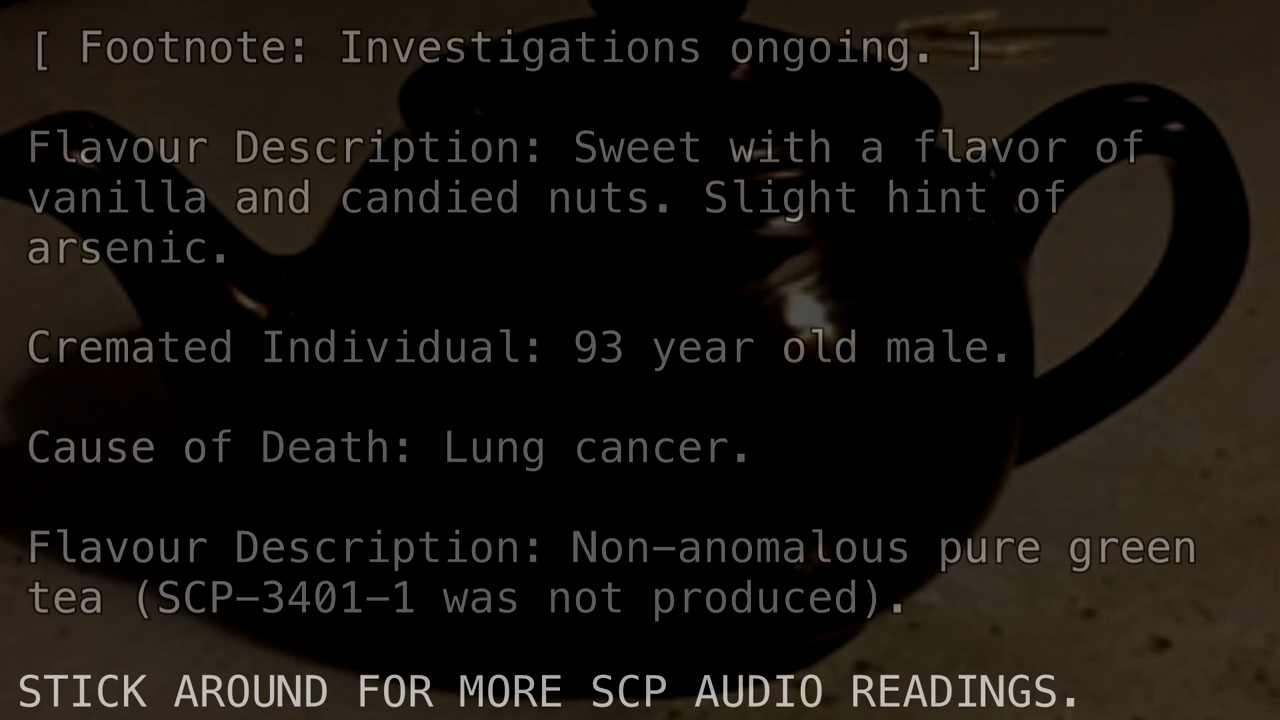 [ Footnote: Investigations ongoing. ]
Flavour Description: Sweet with a flavor of
vanilla and candied nuts. Slight hint of
arsenic.
Cremated Individual: 93 year old male.
Cause of Death: Lung cancer.
Flavour Description: Non-anomalous pure green
tea (SCP-3401-1 was not produced).
STICK AROUND FOR MORE SCP AUDIO READINGS.